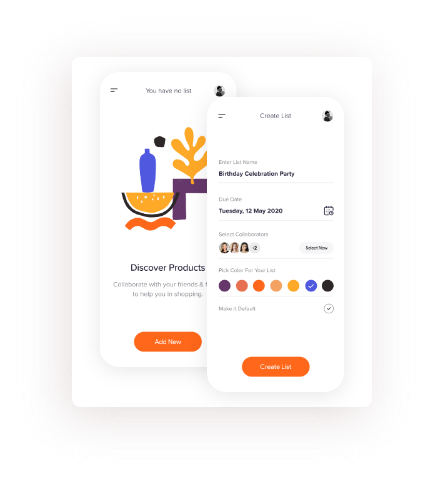 You have no list
Discover Products
Collaborate with your friends & f
to help you in shopping.
Add New
Create List
Enter List Name
Birthday Celebration Party
Due Date
Tuesday, 12 May 2020
Select Collaborators
+2
Select New
Pick Color For Your List
Make It Default
Create List